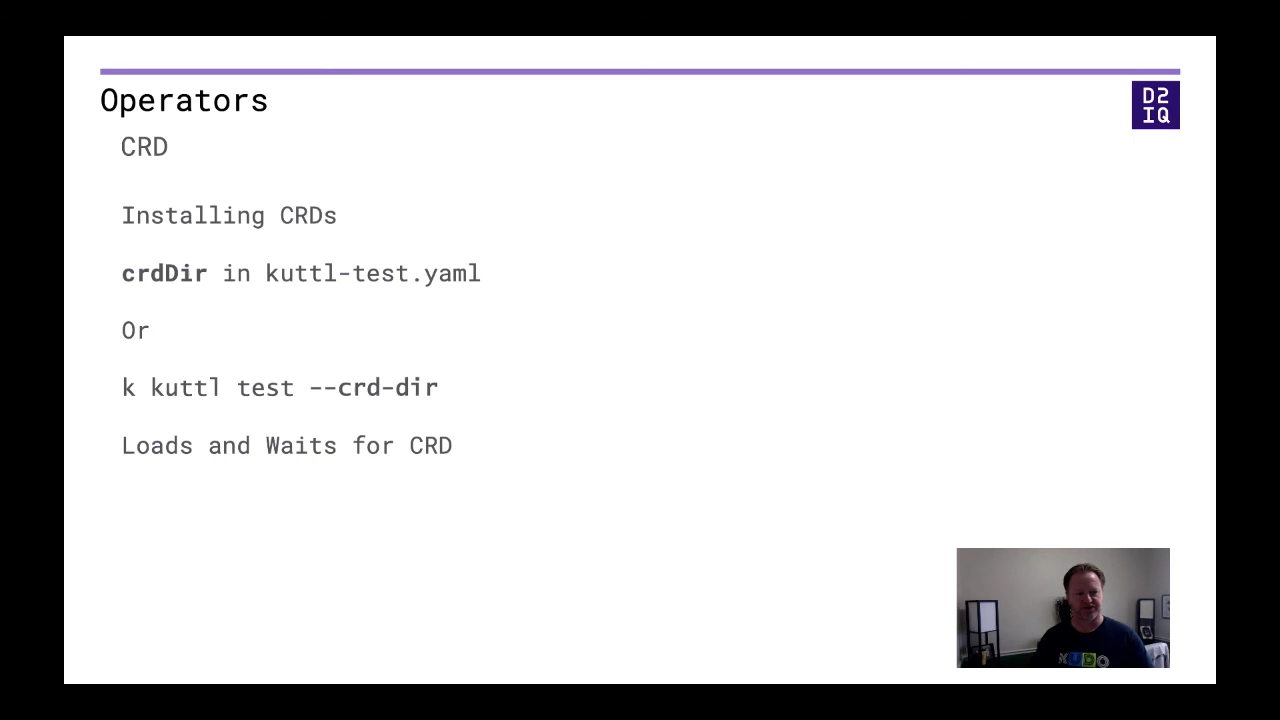 Operators
D2
IQ
CRD
Installing CRDs
crdDir in kuttl-test.yaml
Or
k kuttl test --crd-dir
Loads and Waits for CRD
KUDO